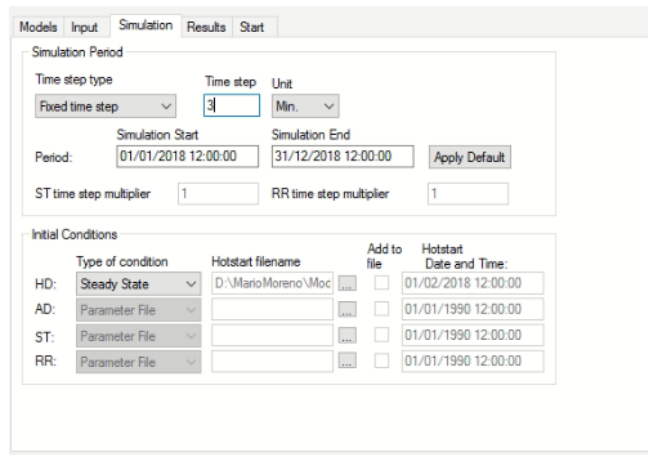 Models Input Simulation Results Start
Simulation Period
Time step type Time step Unit
Fixed time step 3 Min.
Simulation Start Simulation End
Period: 01/01/2018 12:00:00 31/12/2018 12:00:00 Apply Default
ST time step multiplier 1 RR time step multiplier 1
Initial Conditions
Type of condition Hotstart filename Add to file Hotstart Date and Time:
HD: Steady State D:\MarioMoreno\Moc ... 01/02/2018 12:00:00
AD: Parameter File ... 01/01/1990 12:00:00
ST: Parameter File ... 01/01/1990 12:00:00
RR: Parameter File ... 01/01/1990 12:00:00